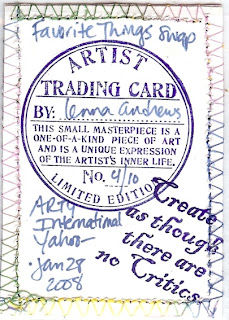 Favorite Things swap
ARTIST
TRADING CARD
BY: Lenna Andrews
THIS SMALL MASTERPIECE IS A
ONE-OF-A-KIND PIECE OF ART
AND IS A UNIQUE EXPRESSION
OF THE ARTIST'S INNER LIFE.
No. 4/10
LIMITED EDITION
ARTy
International
Yahoo
Jan 28
2008
Create
as though
there are
no Critics